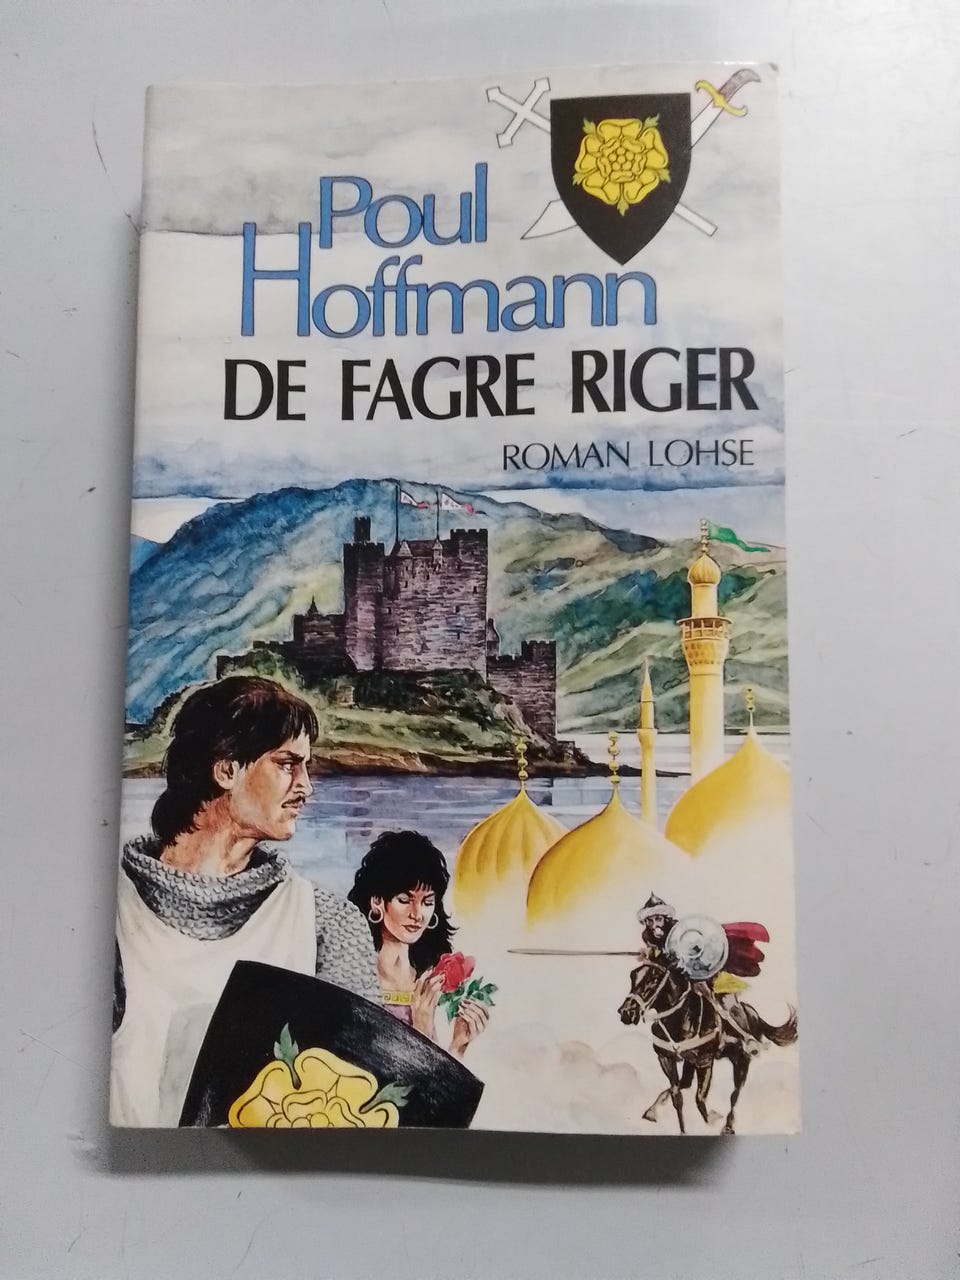 Poul
Hoffmann
DE FAGRE RIGER
ROMAN LOHSE